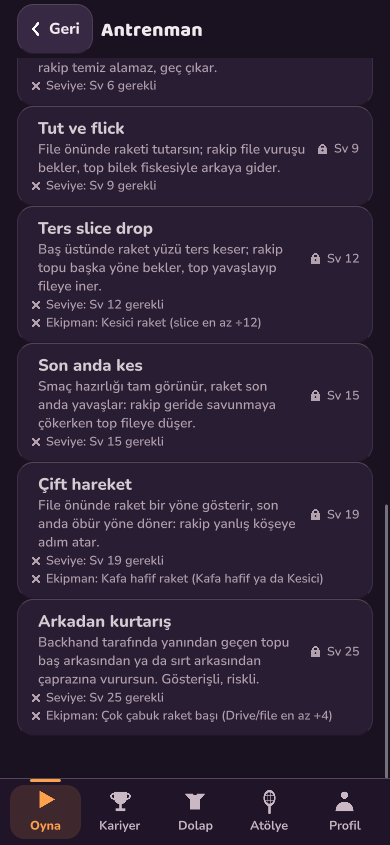 Geri
Antrenman
rakip temiz alamaz, geç çıkar.
Seviye: Sv 6 gerekli
Tut ve flick
File önünde raketi tutarsın; rakip file vuruşu
bekler, top bilek fiskesiyle arkaya gider.
Sv 9
Seviye: Sv 9 gerekli
Ters slice drop
Baş üstünde raket yüzü ters keser; rakip
topu başka yöne bekler, top yavaşlayıp
fileye iner.
Sv 12
Seviye: Sv 12 gerekli
Ekipman: Kesici raket (slice en az +12)
Son anda kes
Smaç hazırlığı tam görünür, raket son
anda yavaşlar: rakip geride savunmaya
çökerken top fileye düşer.
Sv 15
Seviye: Sv 15 gerekli
Çift hareket
File önünde raket bir yöne gösterir, son
anda öbür yöne döner: rakip yanlış köşeye
adım atar.
Sv 19
Seviye: Sv 19 gerekli
Ekipman: Kafa hafif raket (Kafa hafif ya da Kesici)
Arkadan kurtarış
Backhand tarafında yanından geçen topu
baş arkasından ya da sırt arkasından
çaprazına vurursun. Gösterişli, riskli.
Sv 25
Seviye: Sv 25 gerekli
Ekipman: Çok çabuk raket başı (Drive/file en az +4)
Oyna
Kariyer
Dolap
Atölye
Profil